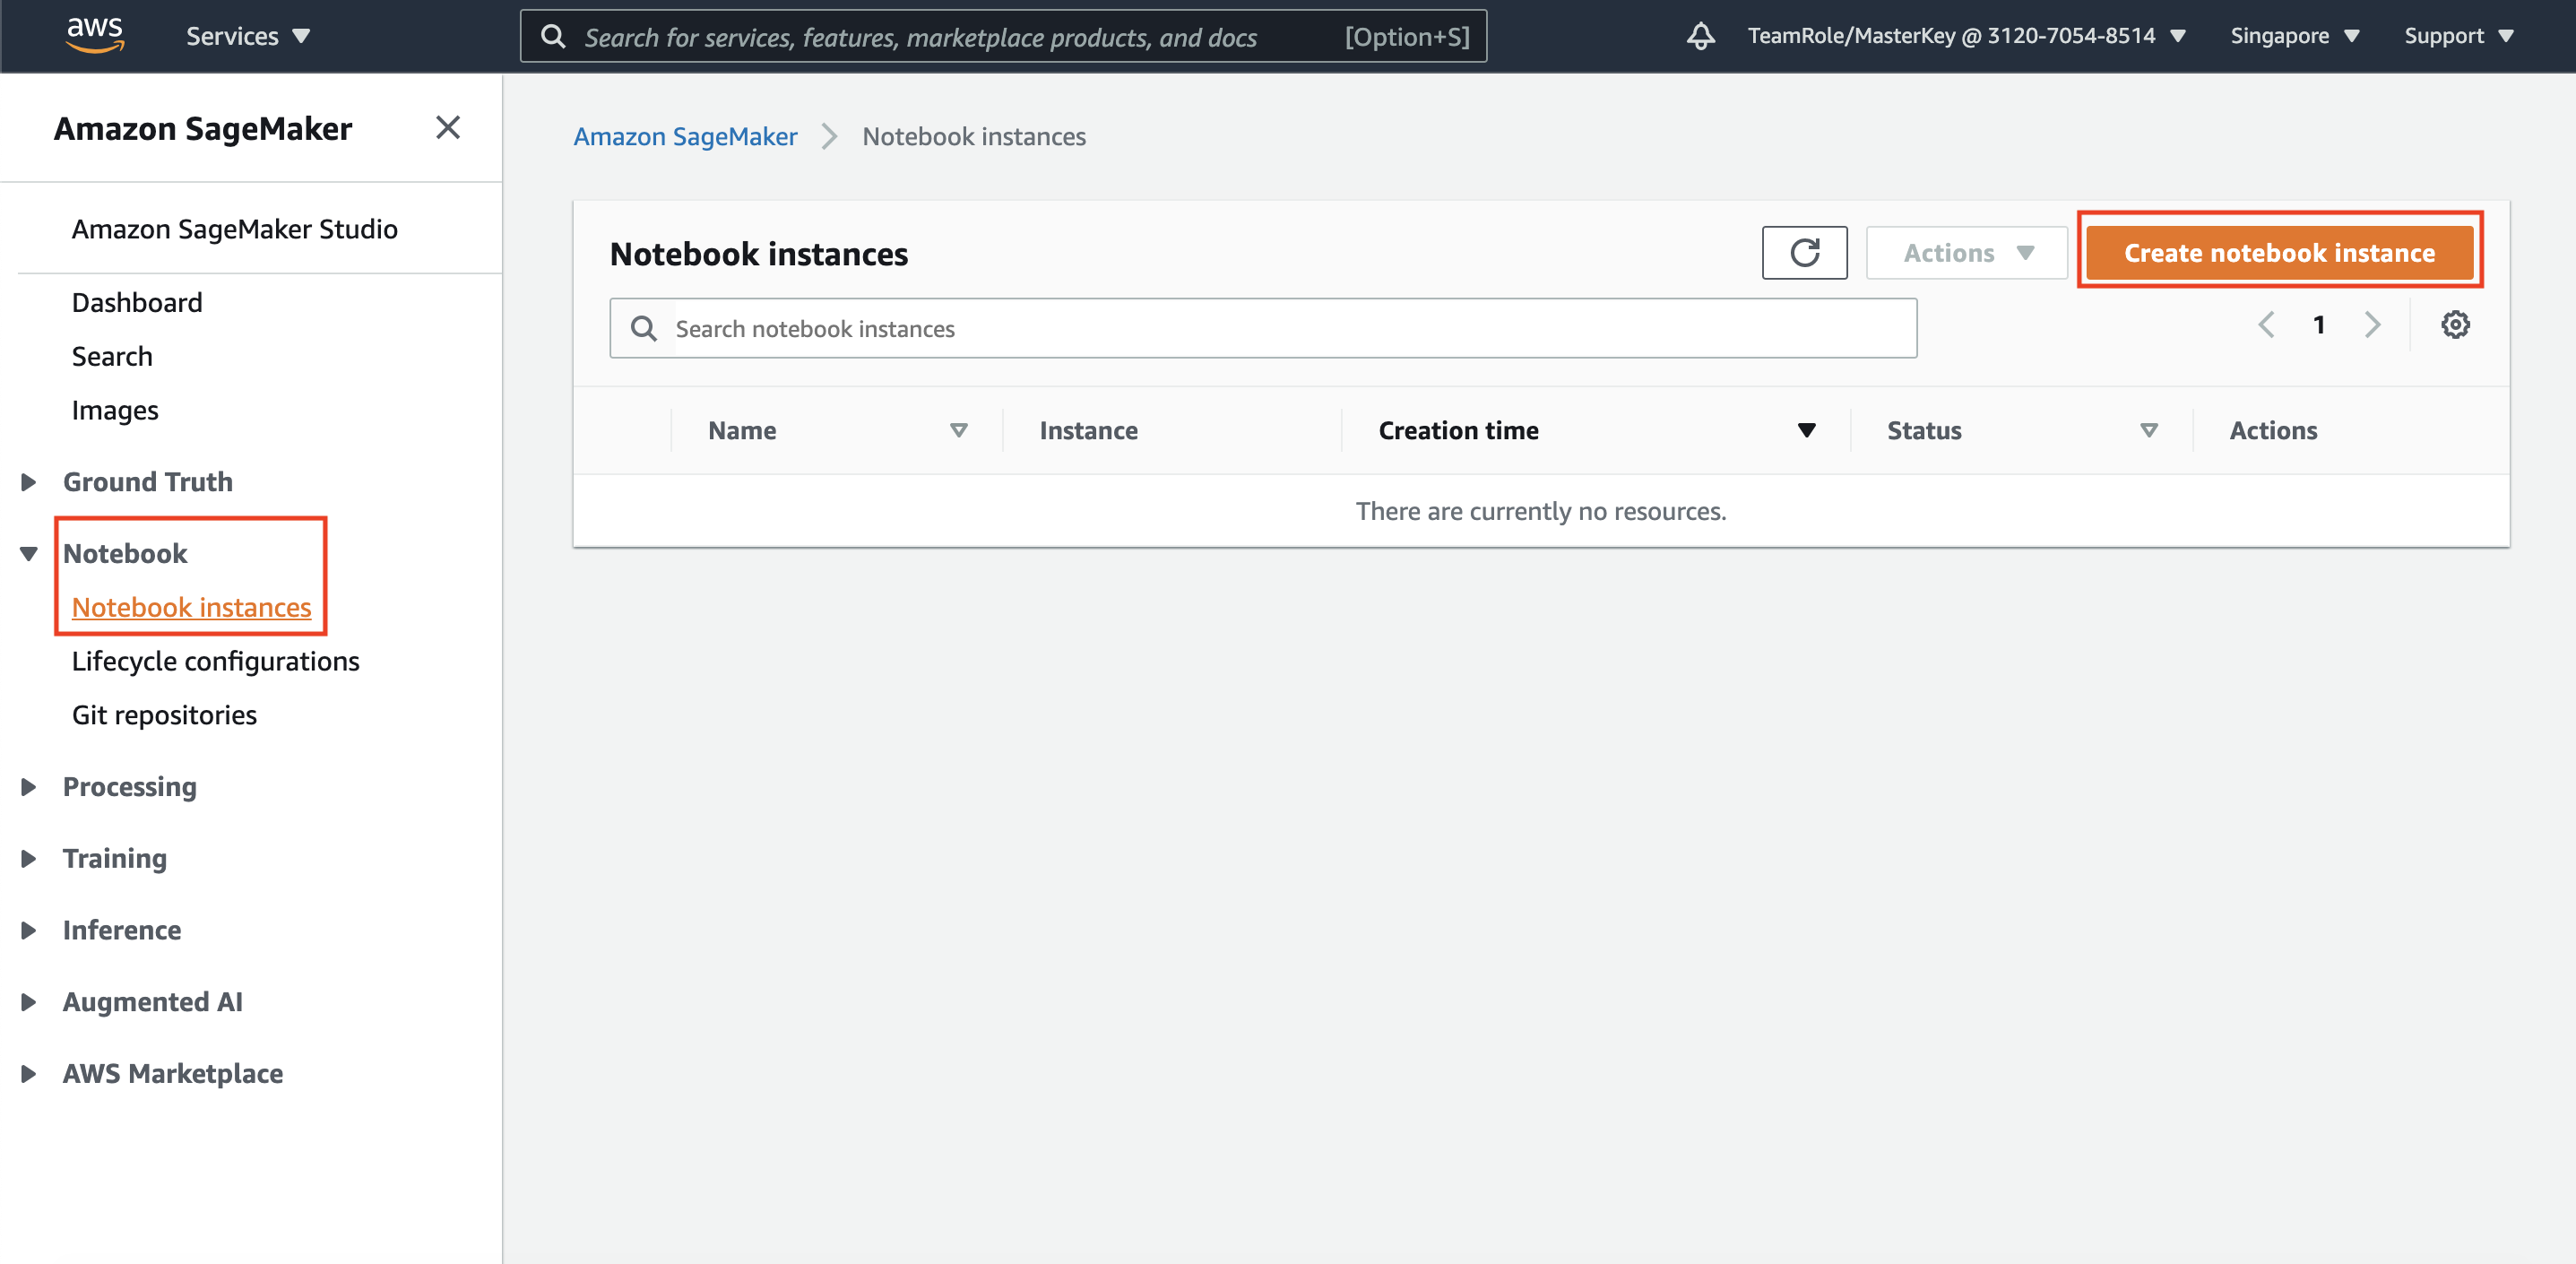 aws Services Search for services, features, marketplace products, and docs [Option+S] TeamRole/MasterKey @ 3120-7054-8514 Singapore Support
Amazon SageMaker
Amazon SageMaker Studio
Dashboard
Search
Images
Ground Truth
Notebook
Notebook instances
Lifecycle configurations
Git repositories
Processing
Training
Inference
Augmented AI
AWS Marketplace
Amazon SageMaker Notebook instances
Notebook instances Actions Create notebook instance
Search notebook instances 1
Name Instance Creation time Status Actions
There are currently no resources.